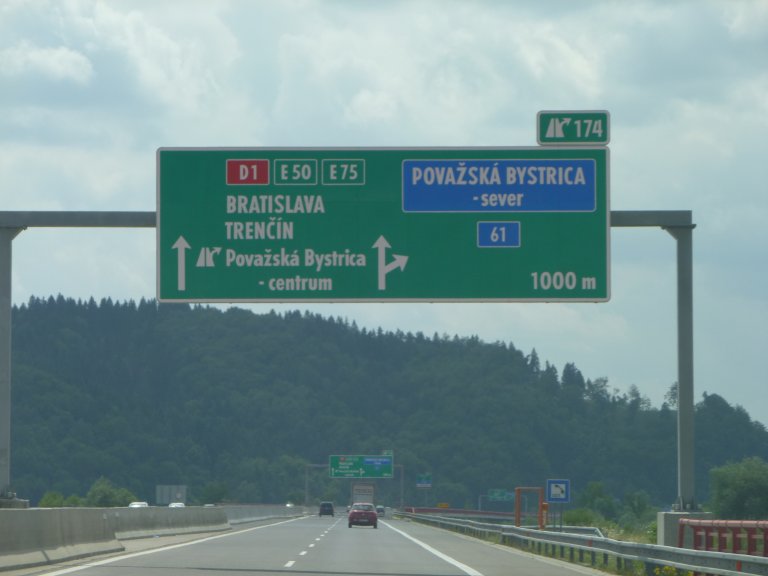 174
D1 E 50 E 75
BRATISLAVA
TRENČÍN
Považská Bystrica
- centrum
POVAŽSKÁ BYSTRICA
- sever
61
1000 m